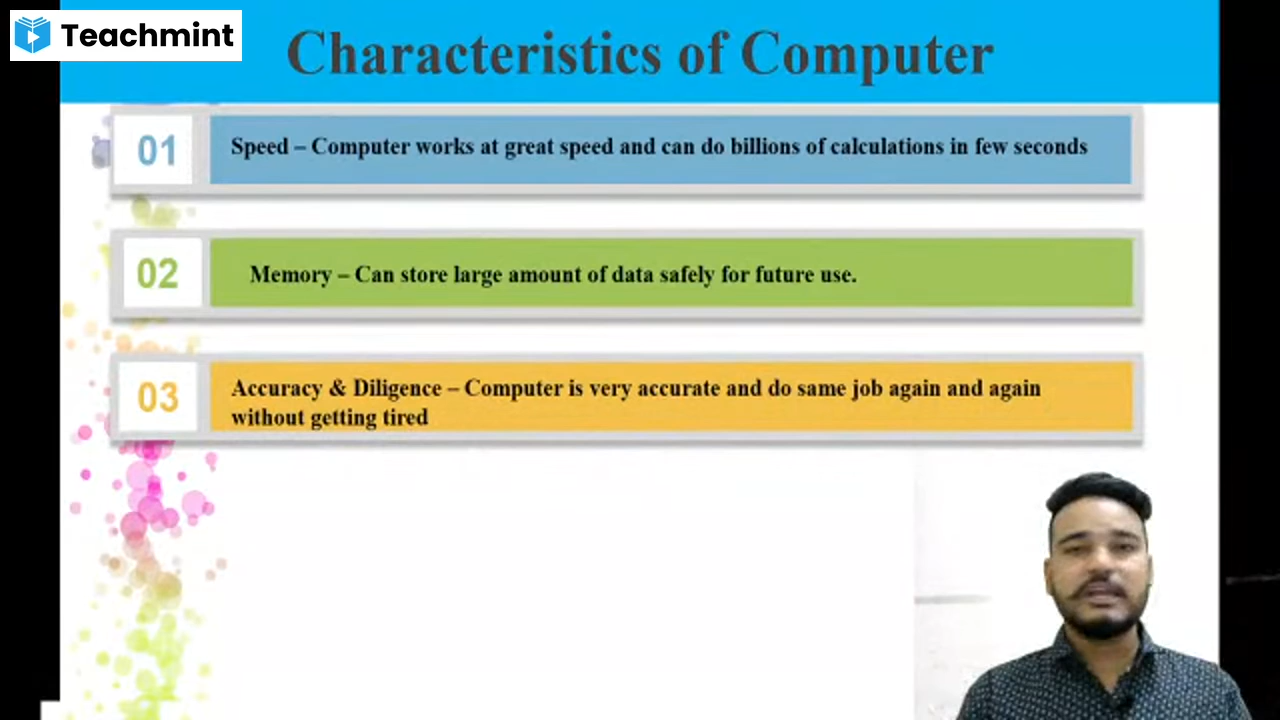 Teachmint
Characteristics of Computer
01
Speed – Computer works at great speed and can do billions of calculations in few seconds
02
Memory – Can store large amount of data safely for future use.
03
Accuracy & Diligence – Computer is very accurate and do same job again and again
without getting tired